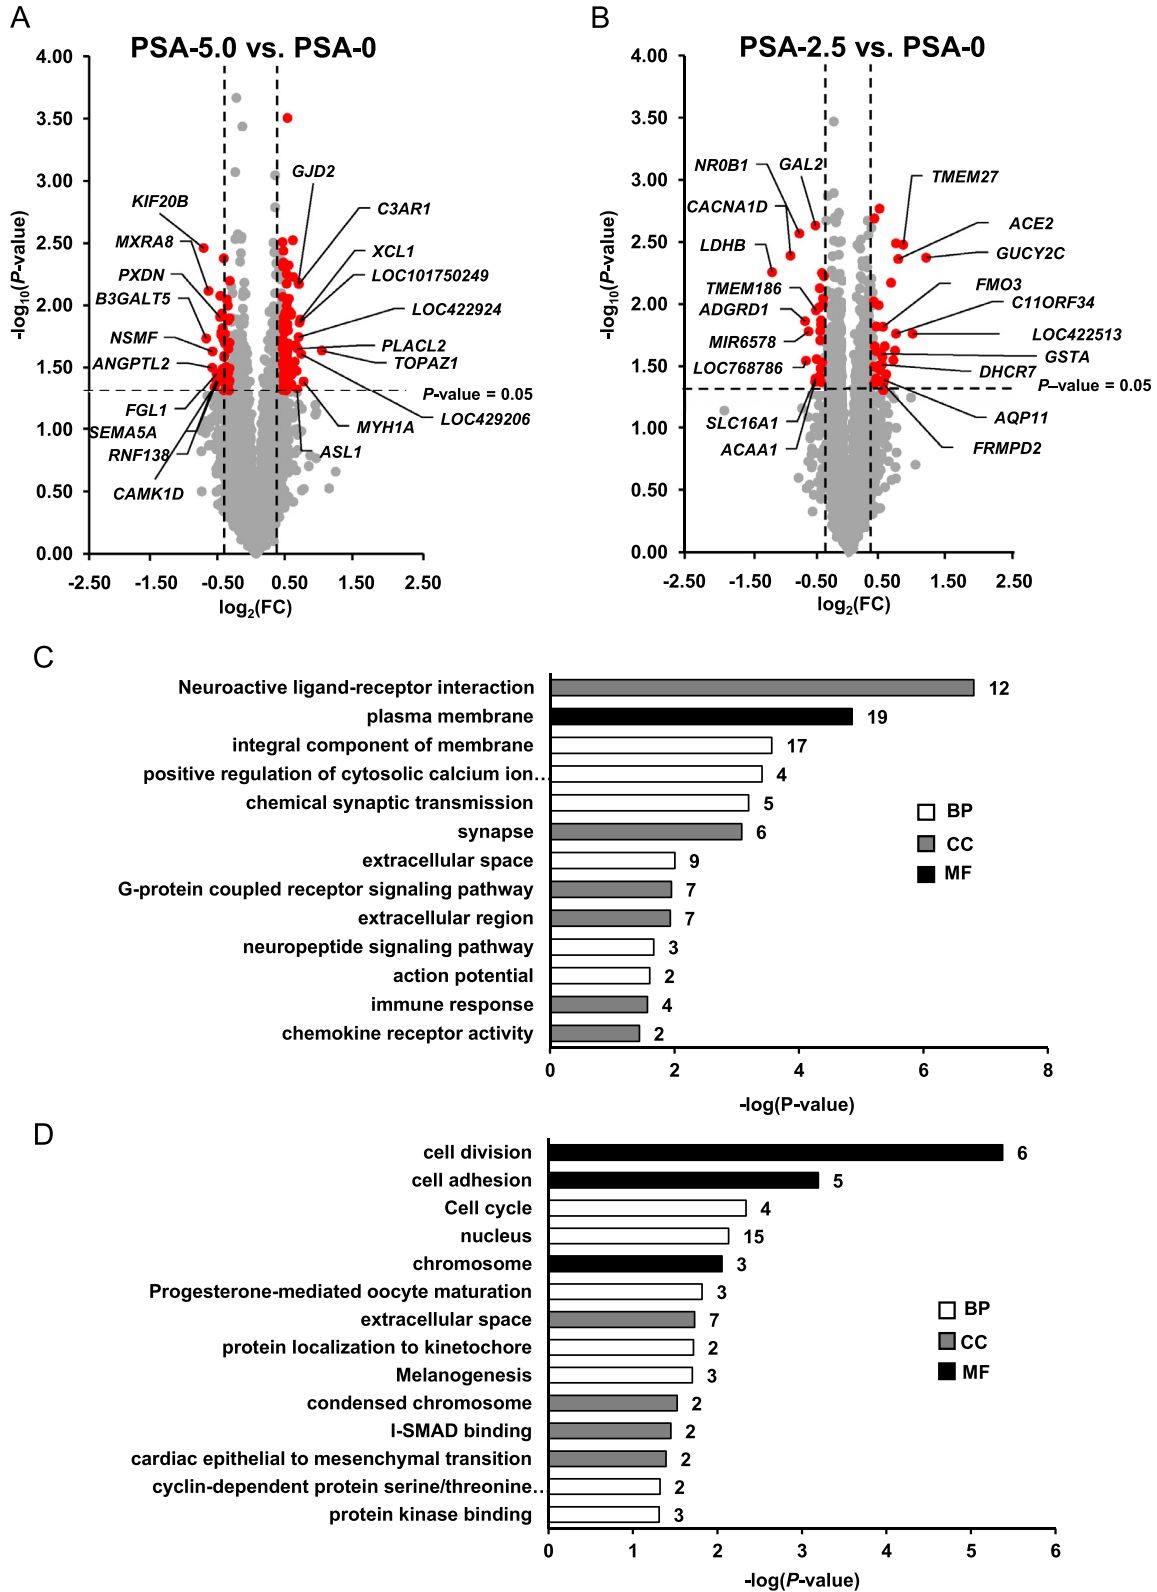 A
PSA-5.0 vs. PSA-0
4.00
3.50
3.00
2.50
2.00
1.50
1.00
0.50
0.00
-log10(P-value)
-2.50
-1.50
-0.50
0.50
1.50
2.50
log2(FC)
KIF20B
MXRA8
PXDN
B3GALT5
NSMF
ANGPTL2
FGL1
SEMA5A
RNF138
CAMK1D
GJD2
C3AR1
XCL1
LOC101750249
LOC422924
PLACL2
TOPAZ1
P-value = 0.05
LOC429206
MYH1A
ASL1
B
PSA-2.5 vs. PSA-0
4.00
3.50
3.00
2.50
2.00
1.50
1.00
0.50
0.00
-log10(P-value)
-2.50
-1.50
-0.50
0.50
1.50
2.50
log2(FC)
NR0B1
GAL2
CACNA1D
LDHB
TMEM186
ADGRD1
MIR6578
LOC768786
SLC16A1
ACAA1
TMEM27
ACE2
GUCY2C
FMO3
C11ORF34
LOC422513
GSTA
DHCR7
P–value = 0.05
AQP11
FRMPD2
C
Neuroactive ligand-receptor interaction 12
plasma membrane 19
integral component of membrane 17
positive regulation of cytosolic calcium ion… 4
chemical synaptic transmission 5
synapse 6
extracellular space 9
G-protein coupled receptor signaling pathway 7
extracellular region 7
neuropeptide signaling pathway 3
action potential 2
immune response 4
chemokine receptor activity 2
BP
CC
MF
0 2 4 6 8
-log(P-value)
D
cell division 6
cell adhesion 5
Cell cycle 4
nucleus 15
chromosome 3
Progesterone-mediated oocyte maturation 3
extracellular space 7
protein localization to kinetochore 2
Melanogenesis 3
condensed chromosome 2
I-SMAD binding 2
cardiac epithelial to mesenchymal transition 2
cyclin-dependent protein serine/threonine… 2
protein kinase binding 3
BP
CC
MF
0 1 2 3 4 5 6
-log(P-value)